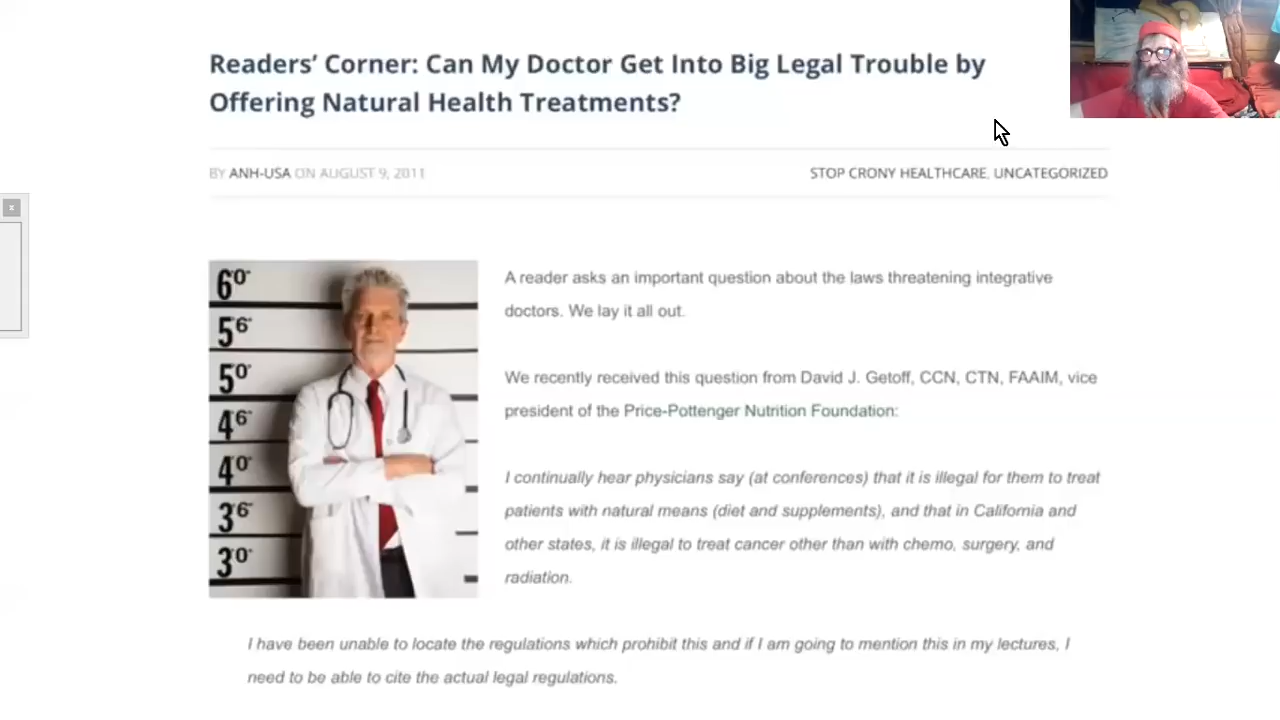 Readers' Corner: Can My Doctor Get Into Big Legal Trouble by
Offering Natural Health Treatments?
BY ANH-USA ON AUGUST 9, 2011
STOP CRONY HEALTHCARE, UNCATEGORIZED
6'0"
5'6"
5'0"
4'6"
4'0"
3'6"
3'0"
A reader asks an important question about the laws threatening integrative
doctors. We lay it all out.
We recently received this question from David J. Getoff, CCN, CTN, FAAIM, vice
president of the Price-Pottenger Nutrition Foundation:
I continually hear physicians say (at conferences) that it is illegal for them to treat
patients with natural means (diet and supplements), and that in California and
other states, it is illegal to treat cancer other than with chemo, surgery, and
radiation.
I have been unable to locate the regulations which prohibit this and if I am going to mention this in my lectures, I
need to be able to cite the actual legal regulations.